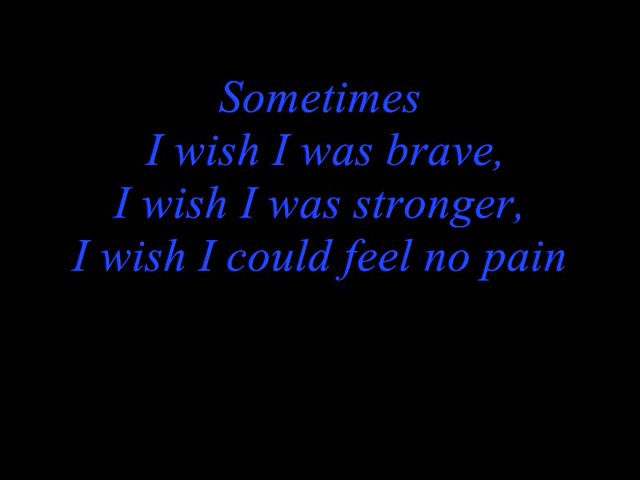 Sometimes
I wish I was brave,
I wish I was stronger,
I wish I could feel no pain